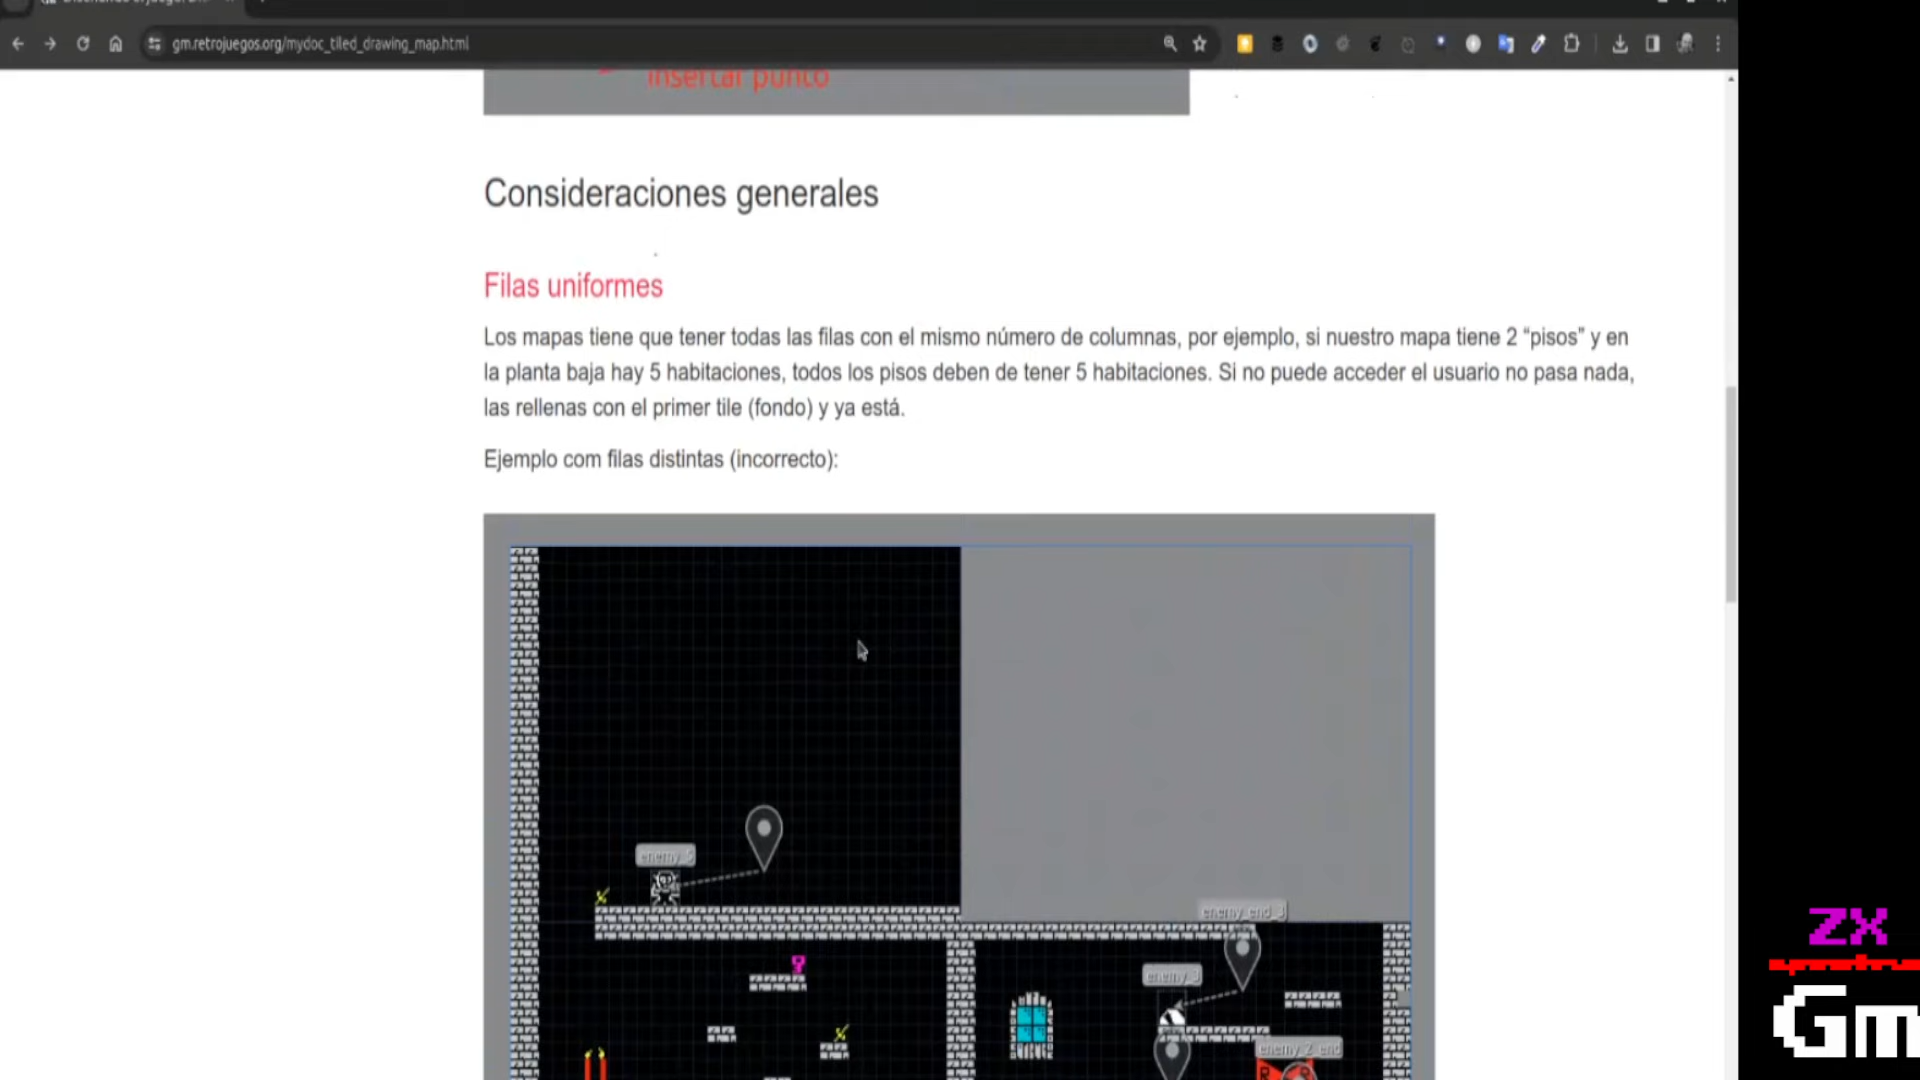 gm.retrojuegos.org/mydoc_tiled_drawing_map.html
insertar punto
Consideraciones generales
Filas uniformes
Los mapas tiene que tener todas las filas con el mismo número de columnas, por ejemplo, si nuestro mapa tiene 2 “pisos” y en
la planta baja hay 5 habitaciones, todos los pisos deben de tener 5 habitaciones. Si no puede acceder el usuario no pasa nada,
las rellenas con el primer tile (fondo) y ya está.
Ejemplo com filas distintas (incorrecto):
enemy_5
enemy_end_3
enemy_3
enemy_2_end
ZX
Gm